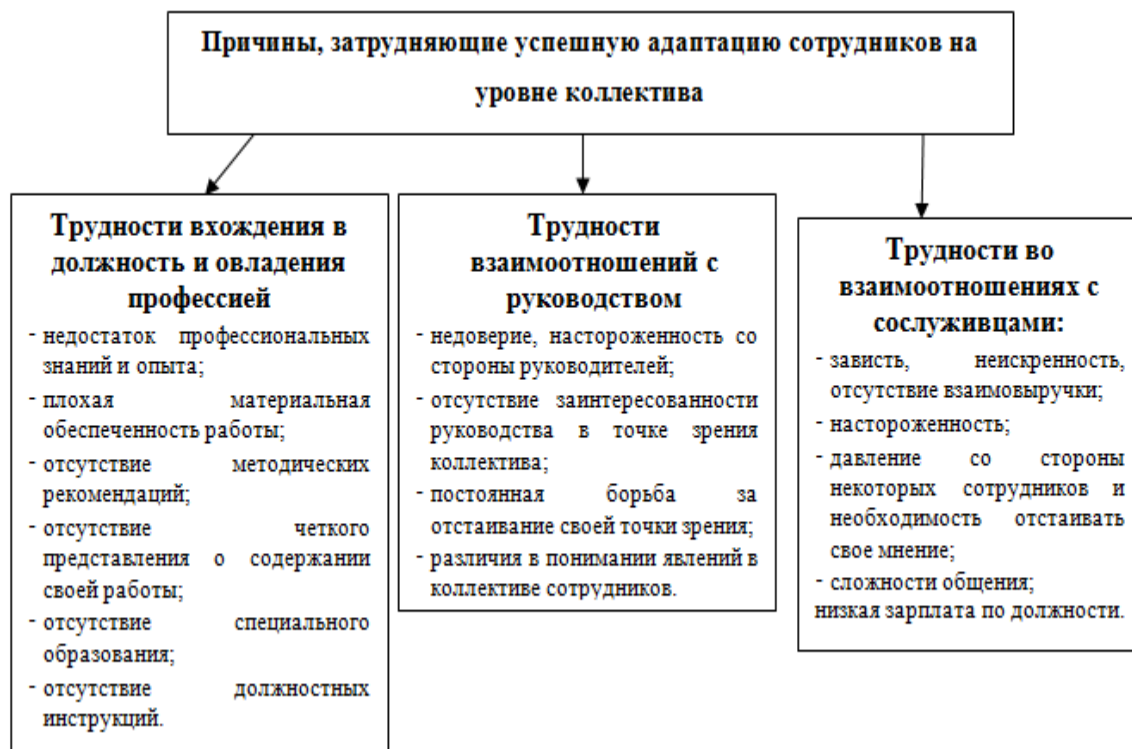 Причины, затрудняющие успешную адаптацию сотрудников на
уровне коллектива
Трудности вхождения в
должность и овладения
профессией
- недостаток профессиональных
знаний и опыта;
- плохая материальная
обеспеченность работы;
- отсутствие методических
рекомендаций;
- отсутствие четкого
представления о содержании
своей работы;
- отсутствие специального
образования;
- отсутствие должностных
инструкций.
Трудности
взаимоотношений с
руководством
- недоверие, настороженность со
стороны руководителей;
- отсутствие заинтересованности
руководства в точке зрения
коллектива;
- постоянная борьба за
отстаивание своей точки зрения;
- различия в понимании явлений в
коллективе сотрудников.
Трудности во
взаимоотношениях с
сослуживцами:
- зависть, неискренность,
отсутствие взаимовыручки;
- настороженность;
- давление со стороны
некоторых сотрудников и
необходимость отстаивать
свое мнение;
- сложности общения;
низкая зарплата по должности.